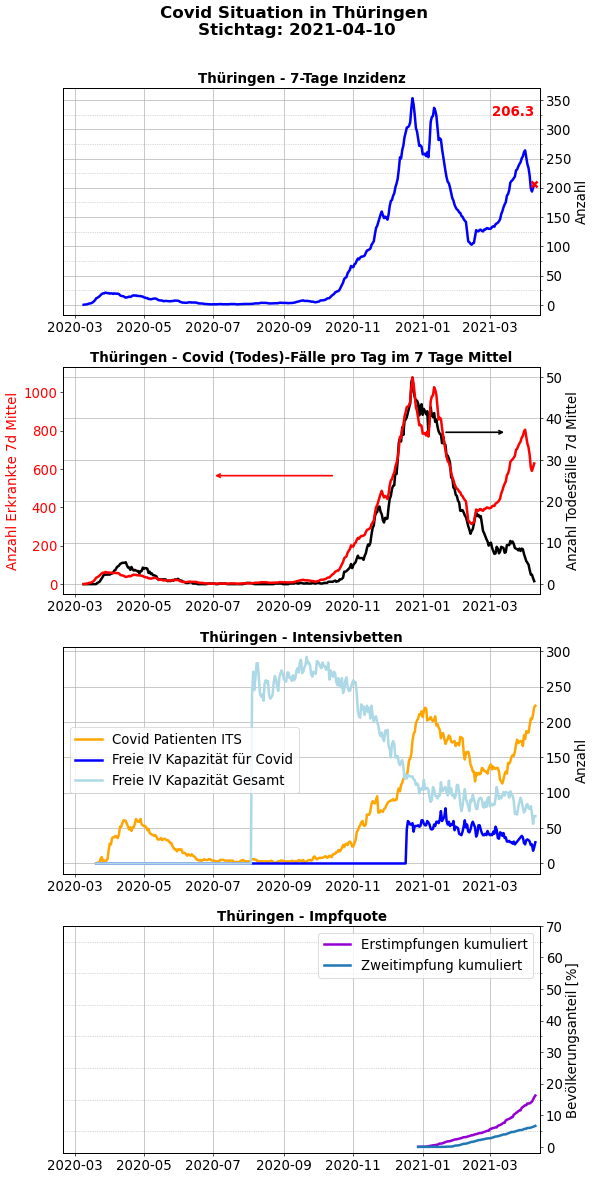 Covid Situation in Thüringen
Stichtag: 2021-04-10
Thüringen - 7-Tage Inzidenz
206.3
350
300
250
200
150
100
50
0
Anzahl
2020-03 2020-05 2020-07 2020-09 2020-11 2021-01 2021-03
Thüringen - Covid (Todes)-Fälle pro Tag im 7 Tage Mittel
Anzahl Erkrankte 7d Mittel
1000
800
600
400
200
0
50
40
30
20
10
0
Anzahl Todesfälle 7d Mittel
2020-03 2020-05 2020-07 2020-09 2020-11 2021-01 2021-03
Thüringen - Intensivbetten
Covid Patienten ITS
Freie IV Kapazität für Covid
Freie IV Kapazität Gesamt
300
250
200
150
100
50
0
Anzahl
2020-03 2020-05 2020-07 2020-09 2020-11 2021-01 2021-03
Thüringen - Impfquote
Erstimpfungen kumuliert
Zweitimpfung kumuliert
70
60
50
40
30
20
10
0
Bevölkerungsanteil [%]
2020-03 2020-05 2020-07 2020-09 2020-11 2021-01 2021-03